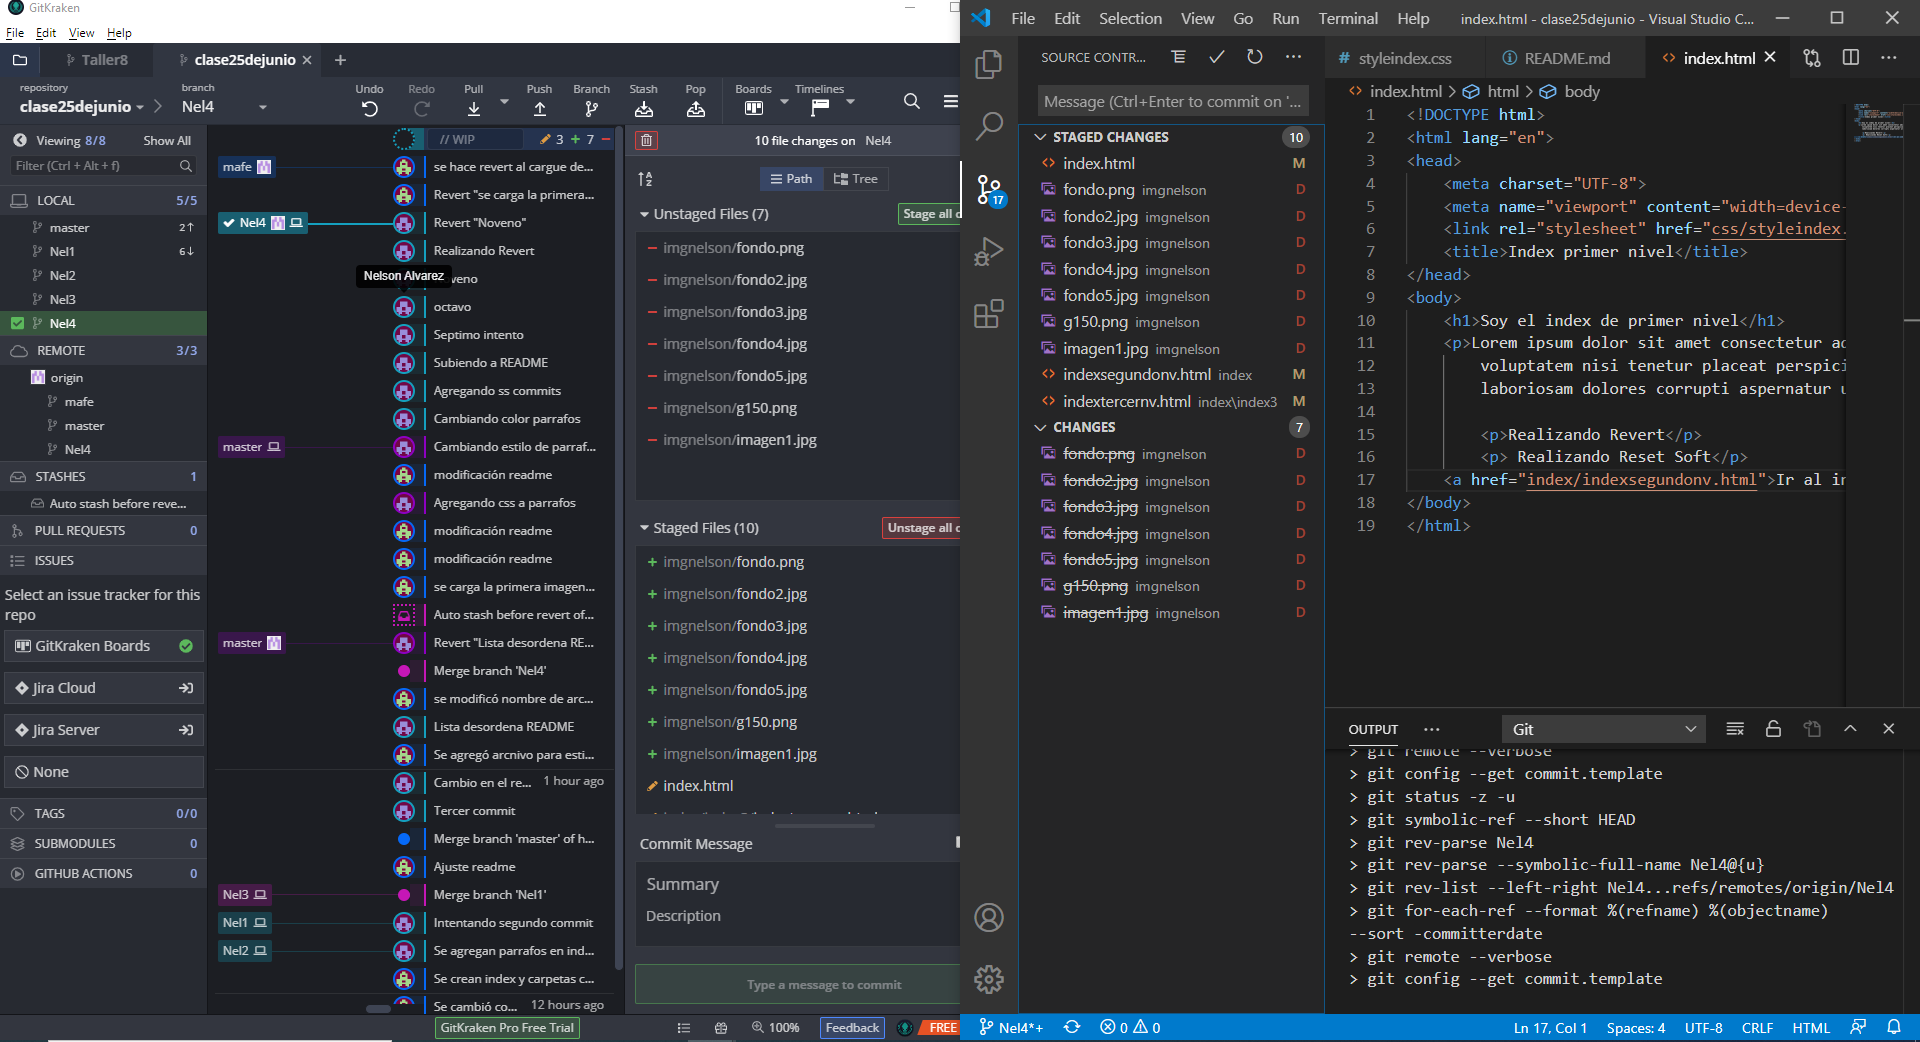 GitKraken
File Edit View Help
Taller8
clase25dejunio
repository
clase25dejunio
branch
Nel4
Undo
Redo
Pull
Push
Branch
Stash
Pop
Boards
Timelines
Viewing 8/8
Show All
Filter (Ctrl + Alt + f)
LOCAL 5/5
master 2↑
Nel1 6↓
Nel2
Nel3
Nel4
REMOTE 3/3
origin
mafe
master
Nel4
STASHES 1
Auto stash before reve...
PULL REQUESTS 0
ISSUES
Select an issue tracker for this
repo
GitKraken Boards
Jira Cloud
Jira Server
None
TAGS 0/0
SUBMODULES 0
GITHUB ACTIONS 0
// WIP 3 + 7 −
mafe se hace revert al cargue de...
Revert "se carga la primera...
Nel4 Revert "Noveno"
Realizando Revert
Nelson Alvarez
octavo
Septimo intento
Subiendo a README
Agregando ss commits
Cambiando color parrafos
master Cambiando estilo de parraf...
modificación readme
Agregando css a parrafos
modificación readme
modificación readme
se carga la primera imagen...
Auto stash before revert of...
master Revert "Lista desordena RE...
Merge branch 'Nel4'
se modificó nombre de arc...
Lista desordena README
Se agregó arcnivo para esti...
Cambio en el re... 1 hour ago
Tercer commit
Merge branch 'master' of h...
Ajuste readme
Nel3 Merge branch 'Nel1'
Nel1 Intentando segundo commit
Nel2 Se agregan parrafos en ind...
Se crean index y carpetas c...
Se cambió co... 12 hours ago
10 file changes on Nel4
Path Tree
Unstaged Files (7)
Stage all c
− imgnelson/fondo.png
− imgnelson/fondo2.jpg
− imgnelson/fondo3.jpg
− imgnelson/fondo4.jpg
− imgnelson/fondo5.jpg
− imgnelson/g150.png
− imgnelson/imagen1.jpg
Staged Files (10)
Unstage all c
+ imgnelson/fondo.png
+ imgnelson/fondo2.jpg
+ imgnelson/fondo3.jpg
+ imgnelson/fondo4.jpg
+ imgnelson/fondo5.jpg
+ imgnelson/g150.png
+ imgnelson/imagen1.jpg
index.html
Commit Message
Summary
Description
Type a message to commit
GitKraken Pro Free Trial
100%
Feedback
FREE
File Edit Selection View Go Run Terminal Help
index.html - clase25dejunio - Visual Studio C...
17
SOURCE CONTR...
Message (Ctrl+Enter to commit on '...
STAGED CHANGES 10
index.html M
fondo.png imgnelson D
fondo2.jpg imgnelson D
fondo3.jpg imgnelson D
fondo4.jpg imgnelson D
fondo5.jpg imgnelson D
g150.png imgnelson D
imagen1.jpg imgnelson D
indexsegundonv.html index M
indextercernv.html index\index3 M
CHANGES 7
fondo.png imgnelson D
fondo2.jpg imgnelson D
fondo3.jpg imgnelson D
fondo4.jpg imgnelson D
fondo5.jpg imgnelson D
g150.png imgnelson D
imagen1.jpg imgnelson D
styleindex.css
README.md
index.html
index.html > html > body
1 <!DOCTYPE html>
2 <html lang="en">
3 <head>
4 <meta charset="UTF-8">
5 <meta name="viewport" content="width=device-
6 <link rel="stylesheet" href="css/styleindex.
7 <title>Index primer nivel</title>
8 </head>
9 <body>
10 <h1>Soy el index de primer nivel</h1>
11 <p>Lorem ipsum dolor sit amet consectetur ad
12 voluptatem nisi tenetur placeat perspici
13 laboriosam dolores corrupti aspernatur u
14
15 <p>Realizando Revert</p>
16 <p> Realizando Reset Soft</p>
17 <a href="index/indexsegundonv.html">Ir al in
18 </body>
19 </html>
OUTPUT
Git
> git remote --verbose
> git config --get commit.template
> git status -z -u
> git symbolic-ref --short HEAD
> git rev-parse Nel4
> git rev-parse --symbolic-full-name Nel4@{u}
> git rev-list --left-right Nel4...refs/remotes/origin/Nel4
> git for-each-ref --format %(refname) %(objectname)
--sort -committerdate
> git remote --verbose
> git config --get commit.template
Nel4*+
0 0
Ln 17, Col 1
Spaces: 4
UTF-8
CRLF
HTML